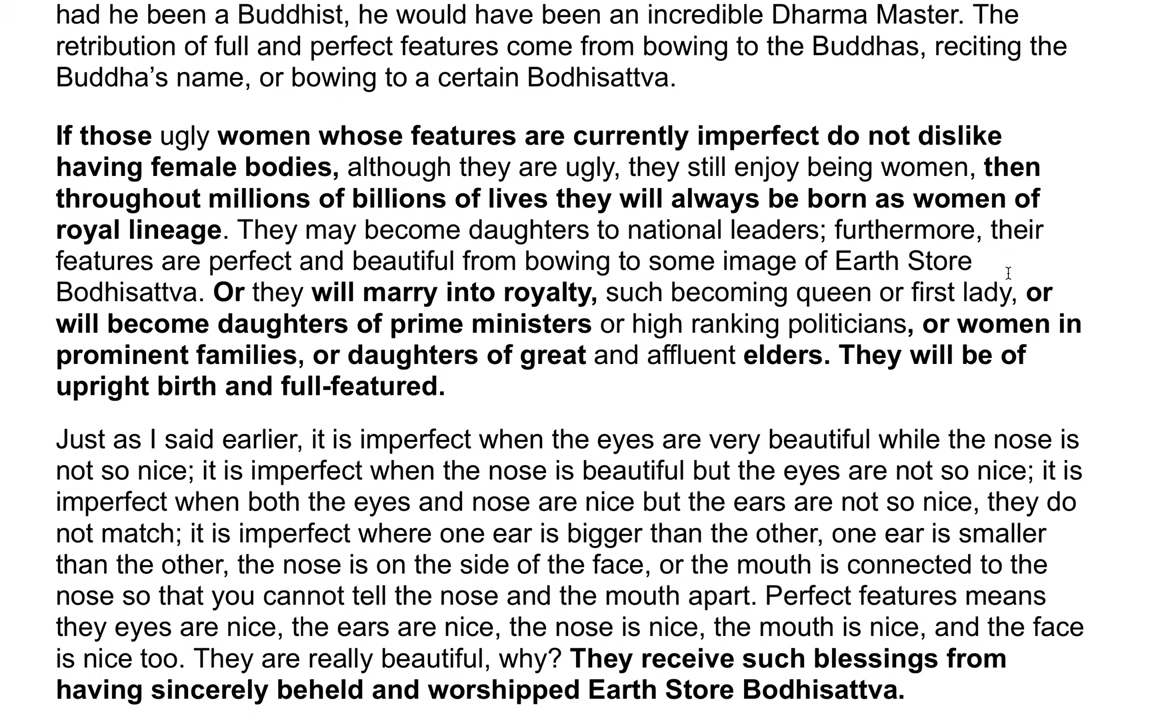 had he been a Buddhist, he would have been an incredible Dharma Master. The
retribution of full and perfect features come from bowing to the Buddhas, reciting the
Buddha’s name, or bowing to a certain Bodhisattva.
If those ugly women whose features are currently imperfect do not dislike
having female bodies, although they are ugly, they still enjoy being women, then
throughout millions of billions of lives they will always be born as women of
royal lineage. They may become daughters to national leaders; furthermore, their
features are perfect and beautiful from bowing to some image of Earth Store
Bodhisattva. Or they will marry into royalty, such becoming queen or first lady, or
will become daughters of prime ministers or high ranking politicians, or women in
prominent families, or daughters of great and affluent elders. They will be of
upright birth and full-featured.
Just as I said earlier, it is imperfect when the eyes are very beautiful while the nose is
not so nice; it is imperfect when the nose is beautiful but the eyes are not so nice; it is
imperfect when both the eyes and nose are nice but the ears are not so nice, they do
not match; it is imperfect where one ear is bigger than the other, one ear is smaller
than the other, the nose is on the side of the face, or the mouth is connected to the
nose so that you cannot tell the nose and the mouth apart. Perfect features means
they eyes are nice, the ears are nice, the nose is nice, the mouth is nice, and the face
is nice too. They are really beautiful, why? They receive such blessings from
having sincerely beheld and worshipped Earth Store Bodhisattva.